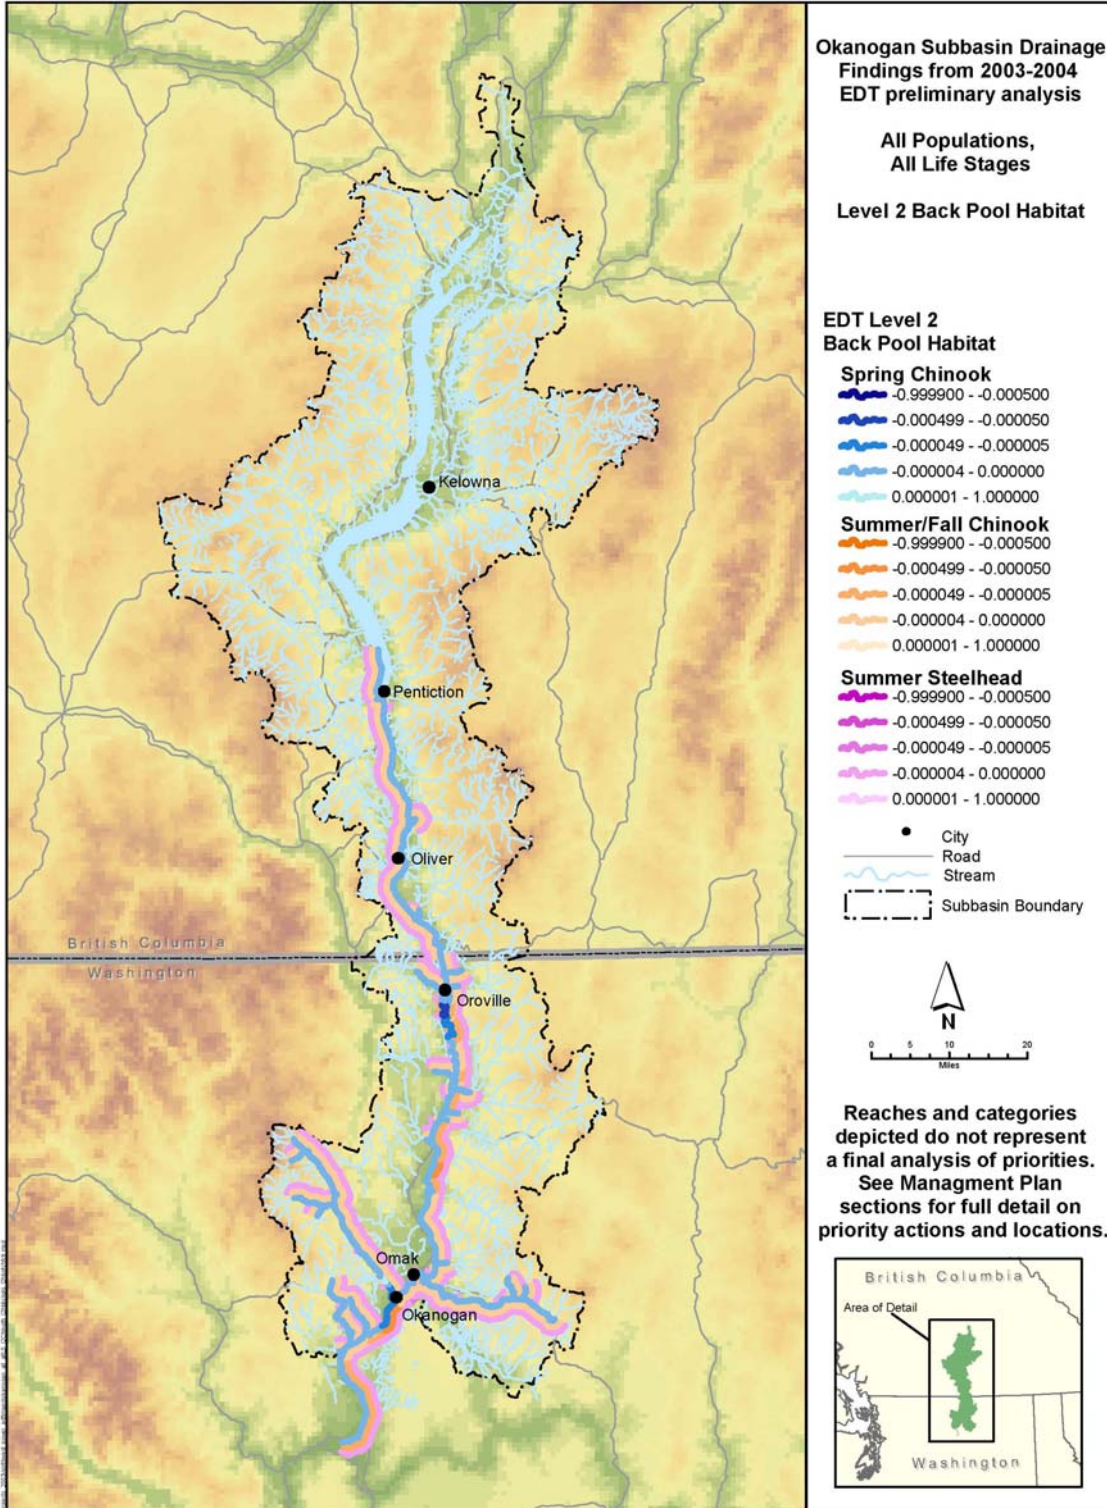 Okanogan Subbasin Drainage
Findings from 2003-2004
EDT preliminary analysis
All Populations,
All Life Stages
Level 2 Back Pool Habitat
EDT Level 2
Back Pool Habitat
Spring Chinook
-0.999900 - -0.000500
-0.000499 - -0.000050
-0.000049 - -0.000005
-0.000004 - 0.000000
0.000001 - 1.000000
Summer/Fall Chinook
-0.999900 - -0.000500
-0.000499 - -0.000050
-0.000049 - -0.000005
-0.000004 - 0.000000
0.000001 - 1.000000
Summer Steelhead
-0.999900 - -0.000500
-0.000499 - -0.000050
-0.000049 - -0.000005
-0.000004 - 0.000000
0.000001 - 1.000000
City
Road
Stream
Subbasin Boundary
N
0 5 10 20
Miles
Reaches and categories
depicted do not represent
a final analysis of priorities.
See Managment Plan
sections for full detail on
priority actions and locations.
British Columbia
Area of Detail
Washington
Kelowna
Pentiction
Oliver
British Columbia
Washington
Oroville
Omak
Okanogan